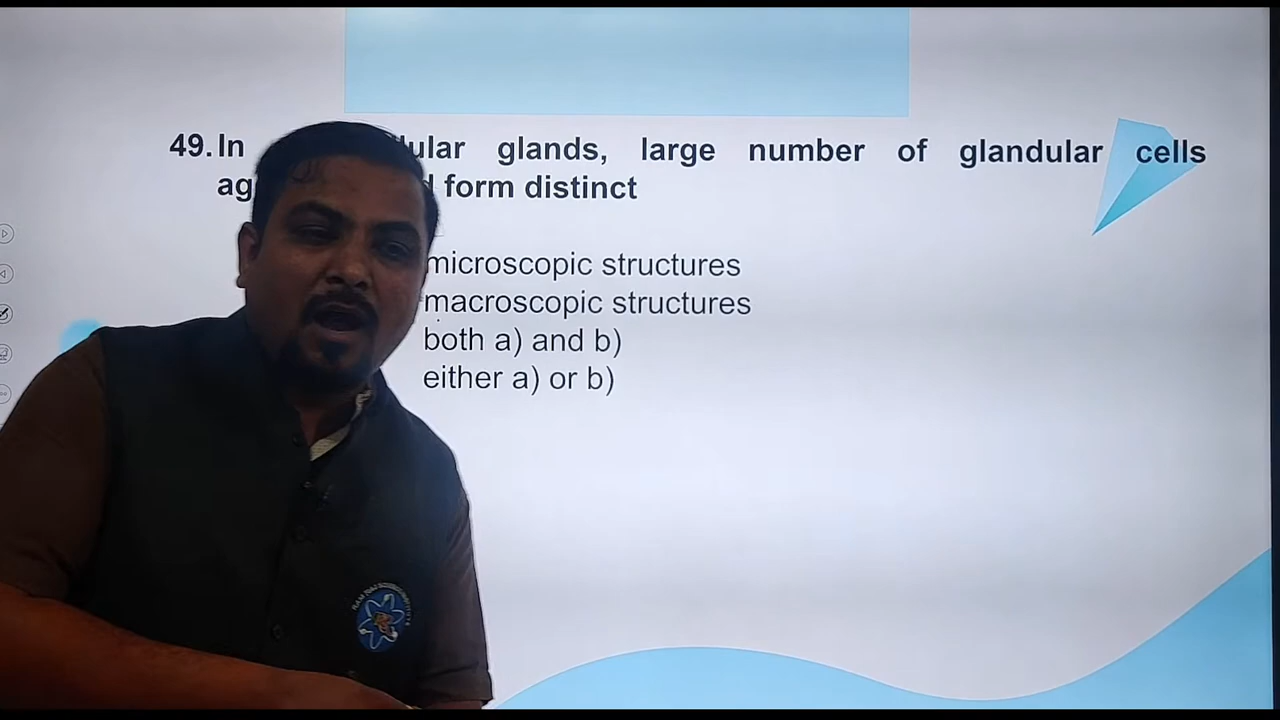 49. In ular glands, large number of glandular cells
ag form distinct
microscopic structures
macroscopic structures
both a) and b)
either a) or b)